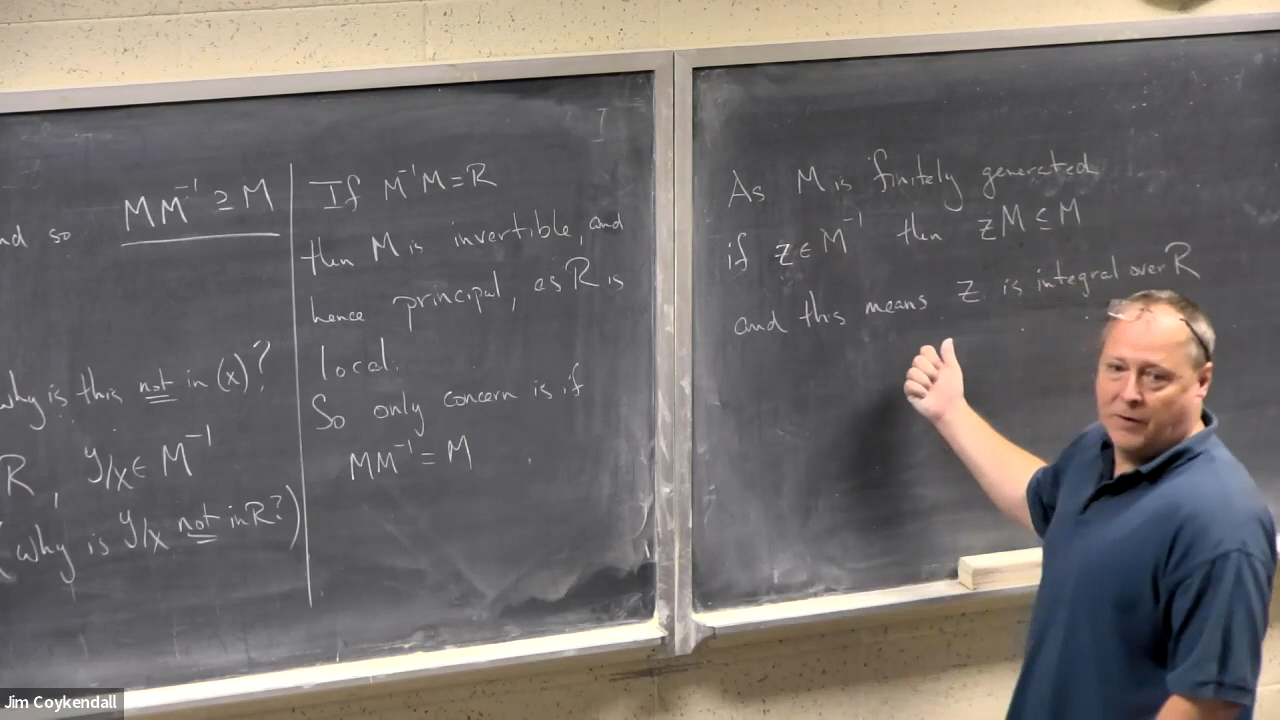 nd so MM⁻¹ ⊇ M
why is this not in (x)?
R, y/x ∈ M⁻¹
(why is y/x not in R?)
If M⁻¹M = R
then M is invertible, and
hence principal, as R is
local.
So only concern is if
MM⁻¹ = M
As M is finitely generated
if z ∈ M⁻¹ then zM ⊆ M
and this means z is integral over R
Jim Coykendall